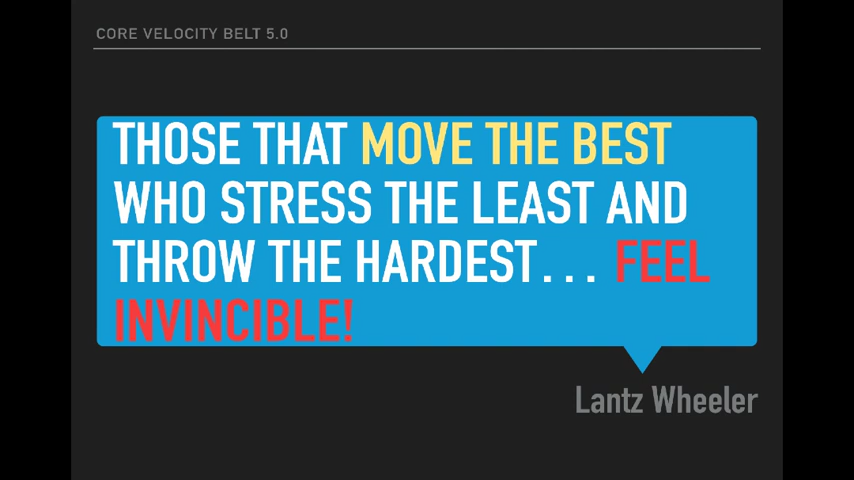 CORE VELOCITY BELT 5.0
THOSE THAT MOVE THE BEST
WHO STRESS THE LEAST AND
THROW THE HARDEST... FEEL
INVINCIBLE!
Lantz Wheeler